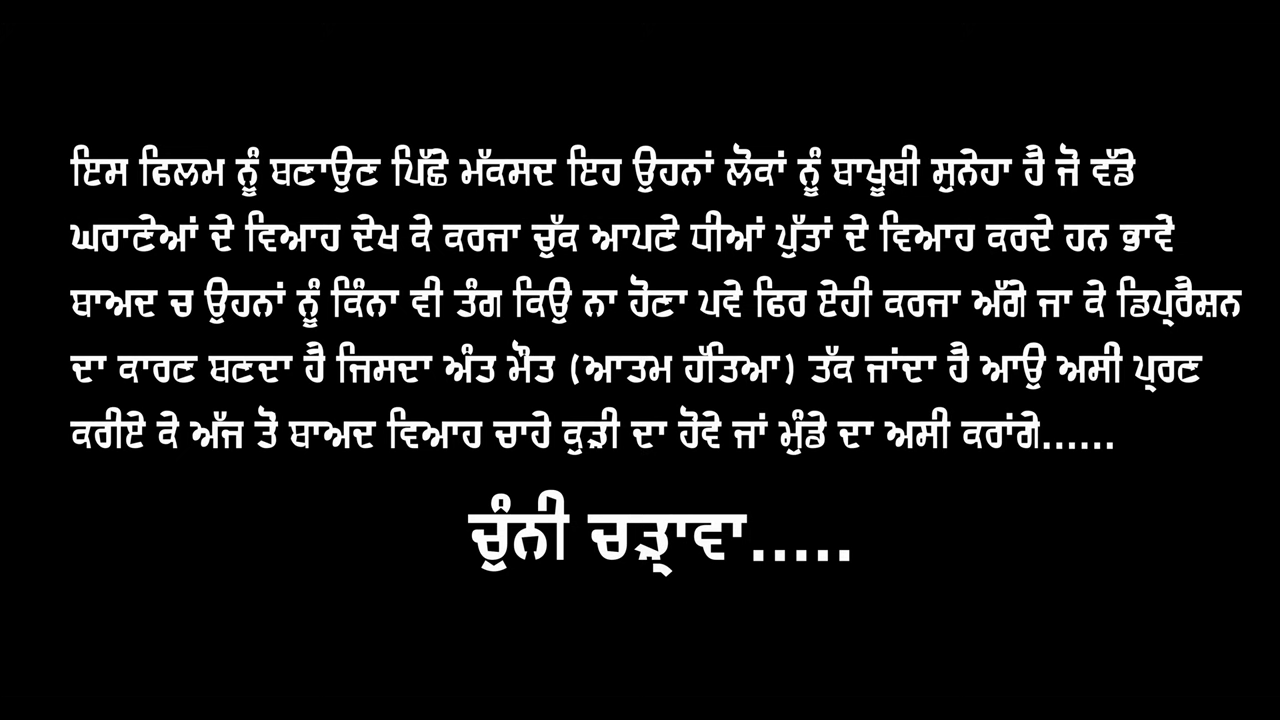 ਇਸ ਫਿਲਮ ਨੂੰ ਬਣਾਉਣ ਪਿੱਛੇ ਮੱਕਸਦ ਇਹ ਉਹਨਾਂ ਲੋਕਾਂ ਨੂੰ ਬਾਖੂਬੀ ਸੁਨੇਹਾ ਹੈ ਜੋ ਵੱਡੇ
ਘਰਾਣੇਆਂ ਦੇ ਵਿਆਹ ਦੇਖ ਕੇ ਕਰਜਾ ਚੁੱਕ ਆਪਣੇ ਧੀਆਂ ਪੁੱਤਾਂ ਦੇ ਵਿਆਹ ਕਰਦੇ ਹਨ ਭਾਵੇਂ
ਬਾਅਦ ਚ ਉਹਨਾਂ ਨੂੰ ਕਿੰਨਾ ਵੀ ਤੰਗ ਕਿਉ ਨਾ ਹੋਣਾ ਪਵੇ ਫਿਰ ਏਹੀ ਕਰਜਾ ਅੱਗੇ ਜਾ ਕੇ ਡਿਪ੍ਰੈਸ਼ਨ
ਦਾ ਕਾਰਣ ਬਣਦਾ ਹੈ ਜਿਸਦਾ ਅੰਤ ਮੌਤ (ਆਤਮ ਹੱਤਿਆ) ਤੱਕ ਜਾਂਦਾ ਹੈ ਆਉ ਅਸੀ ਪ੍ਰਣ
ਕਰੀਏ ਕੇ ਅੱਜ ਤੋਂ ਬਾਅਦ ਵਿਆਹ ਚਾਹੇ ਕੁੜੀ ਦਾ ਹੋਵੇ ਜਾਂ ਮੁੰਡੇ ਦਾ ਅਸੀ ਕਰਾਂਗੇ......
ਚੁੰਨੀ ਚੜ੍ਹਾਵਾ.....